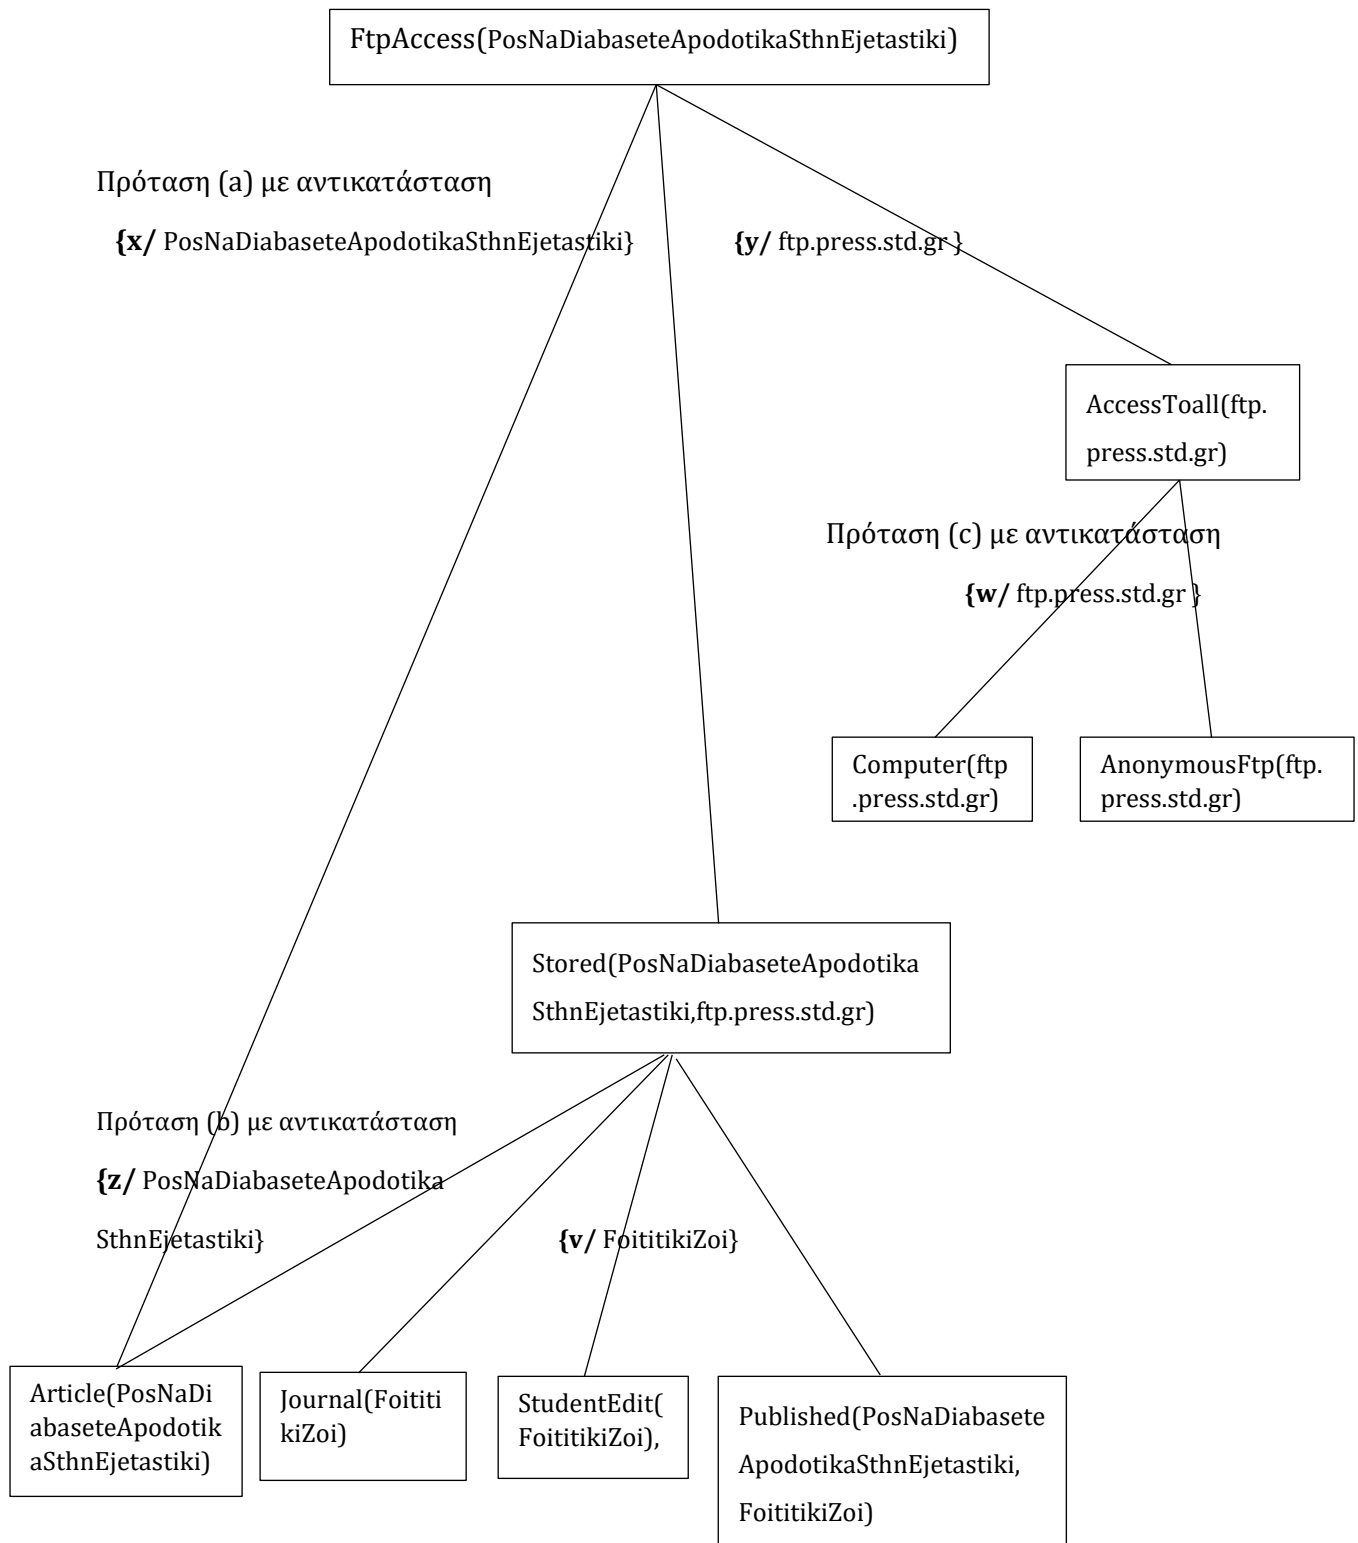 FtpAccess(PosNaDiabaseteApodotikaSthnEjetastiki)
Πρόταση (a) με αντικατάσταση
{x/ PosNaDiabaseteApodotikaSthnEjetastiki}
{y/ ftp.press.std.gr }
AccessToall(ftp.
press.std.gr)
Πρόταση (c) με αντικατάσταση
{w/ ftp.press.std.gr }
Computer(ftp
.press.std.gr)
AnonymousFtp(ftp.
press.std.gr)
Stored(PosNaDiabaseteApodotika
SthnEjetastiki,ftp.press.std.gr)
Πρόταση (b) με αντικατάσταση
{z/ PosNaDiabaseteApodotika
SthnEjetastiki}
{v/ FoititikiZoi}
Article(PosNaDi
abaseteApodotik
aSthnEjetastiki)
Journal(Foititi
kiZoi)
StudentEdit(
FoititikiZoi),
Published(PosNaDiabasete
ApodotikaSthnEjetastiki,
FoititikiZoi)